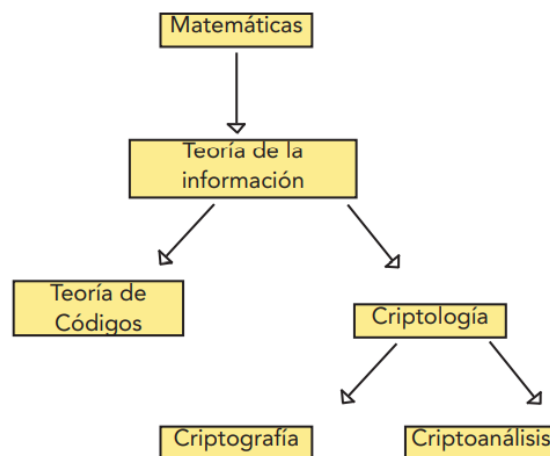 Matemáticas
Teoría de la
información
Teoría de
Códigos
Criptología
Criptografía
Criptoanálisis